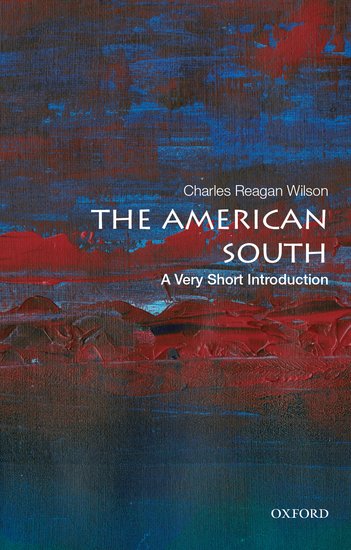 Charles Reagan Wilson
THE AMERICAN
SOUTH
A Very Short Introduction
OXFORD